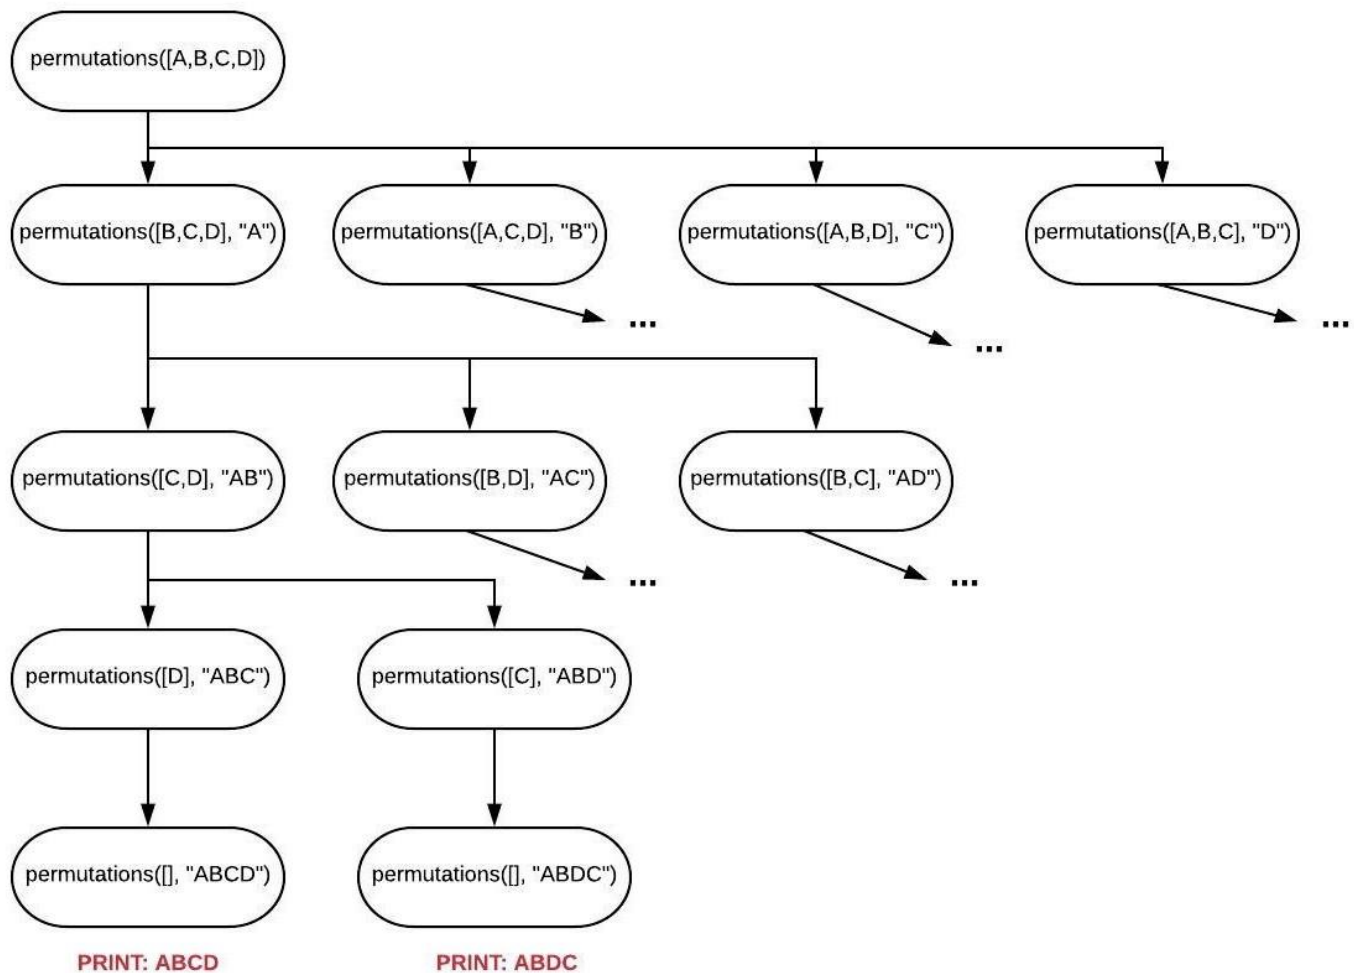 permutations([A,B,C,D])
permutations([B,C,D], "A")
permutations([A,C,D], "B")
permutations([A,B,D], "C")
permutations([A,B,C], "D")
...
...
...
permutations([C,D], "AB")
permutations([B,D], "AC")
permutations([B,C], "AD")
...
...
permutations([D], "ABC")
permutations([C], "ABD")
permutations([], "ABCD")
permutations([], "ABDC")
PRINT: ABCD
PRINT: ABDC